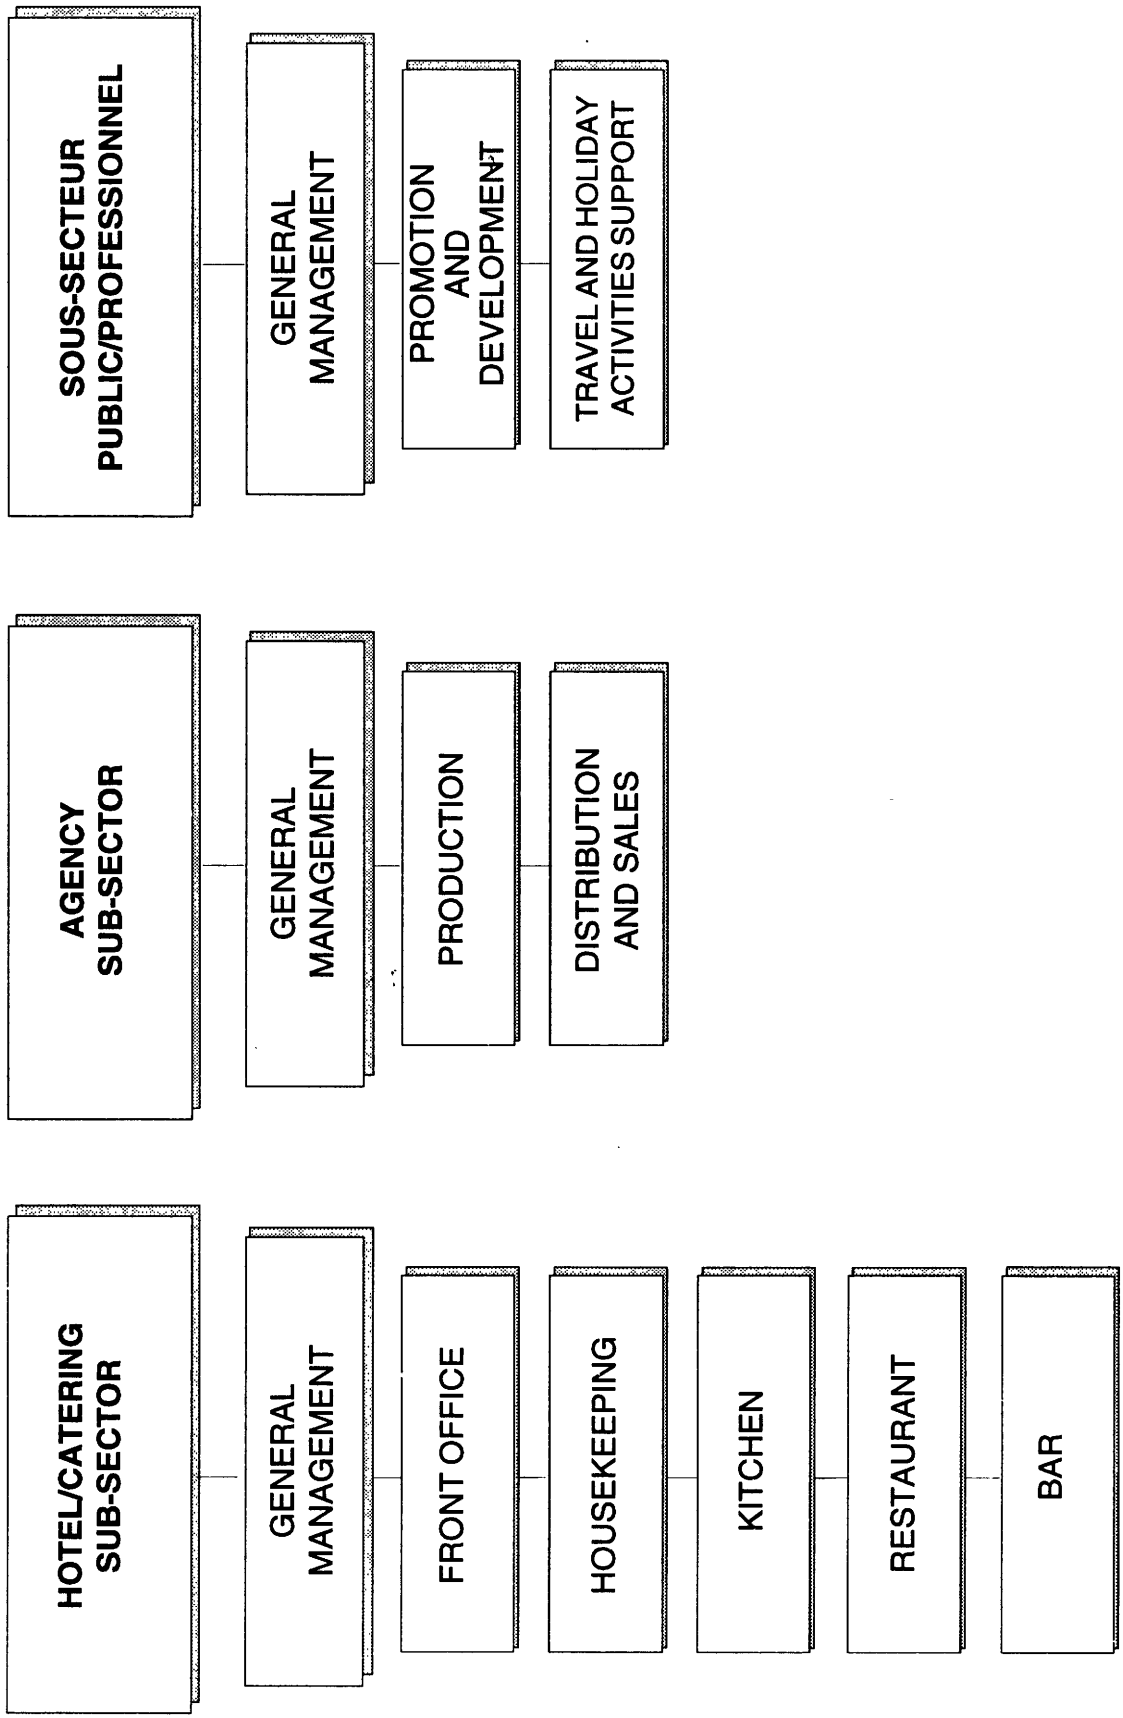 HOTEL/CATERING
SUB-SECTOR
GENERAL
MANAGEMENT
FRONT OFFICE
HOUSEKEEPING
KITCHEN
RESTAURANT
BAR
AGENCY
SUB-SECTOR
GENERAL
MANAGEMENT
PRODUCTION
DISTRIBUTION
AND SALES
SOUS-SECTEUR
PUBLIC/PROFESSIONNEL
GENERAL
MANAGEMENT
PROMOTION
AND
DEVELOPMENT
TRAVEL AND HOLIDAY
ACTIVITIES SUPPORT